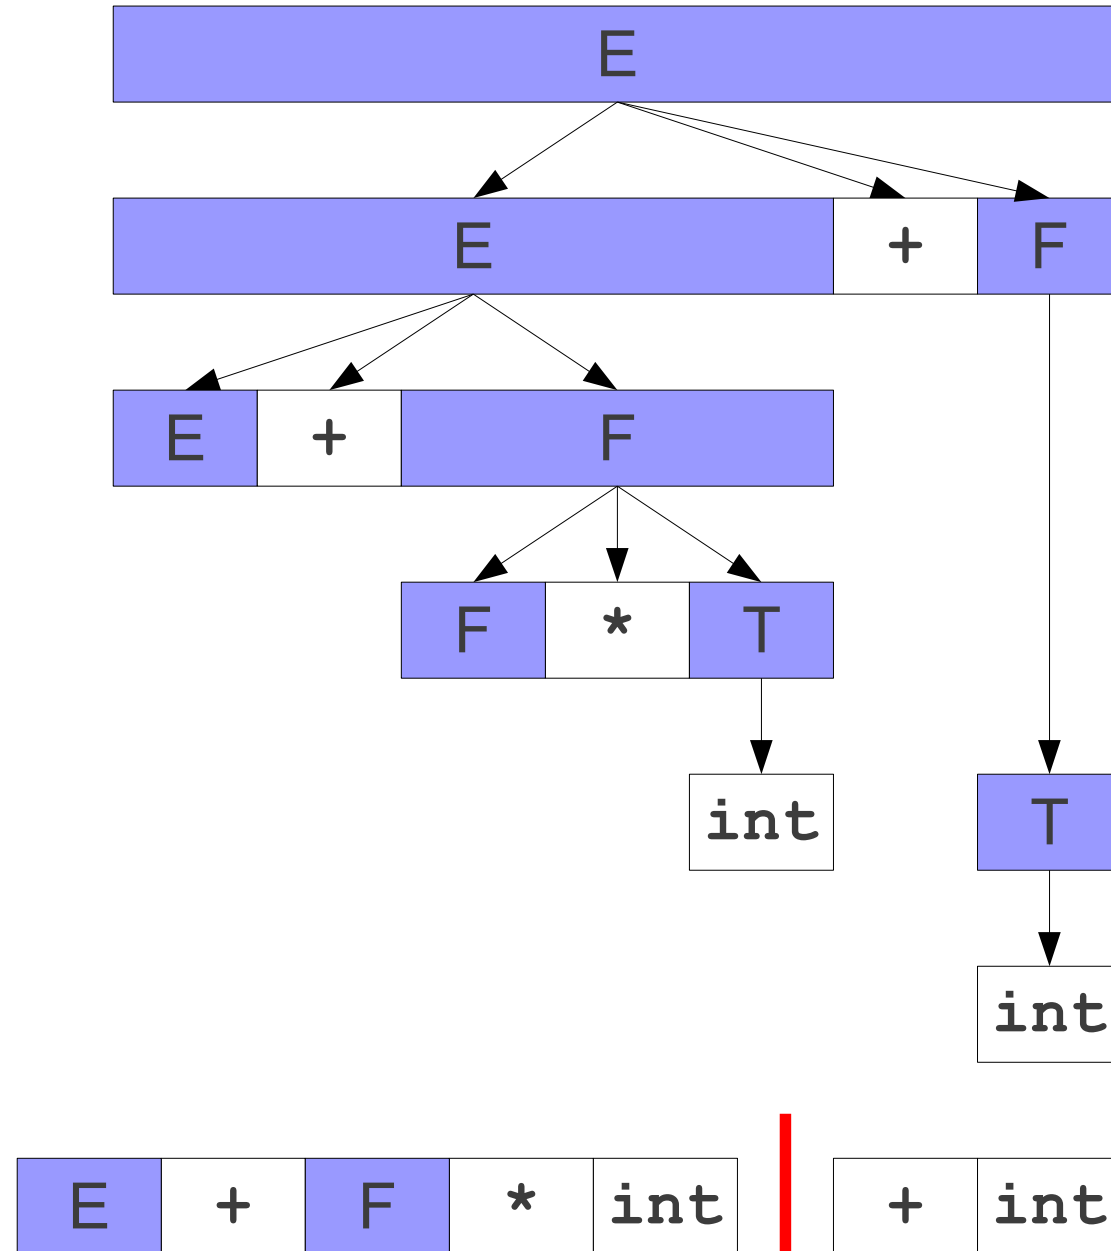 E
E + F
E + F
F * T
int T
int
E + F * int + int